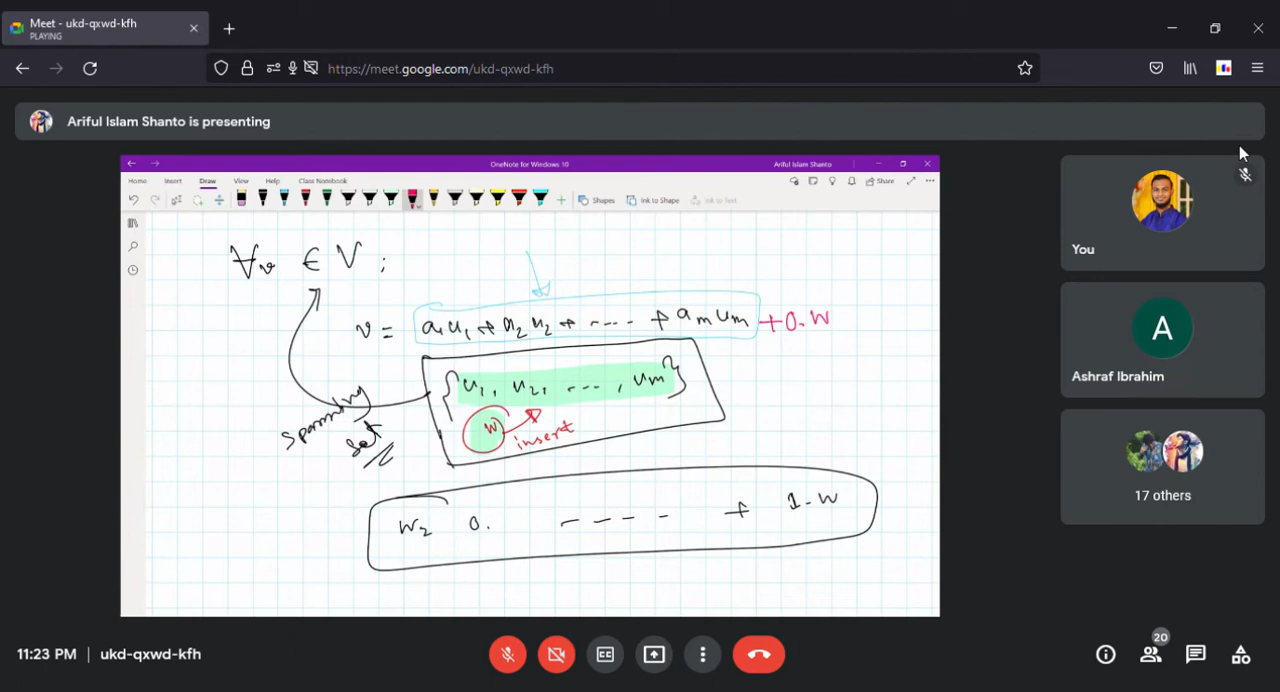 Meet - ukd-qxwd-kfh
PLAYING
https://meet.google.com/ukd-qxwd-kfh
Ariful Islam Shanto is presenting
OneNote for Windows 10
Ariful Islam Shanto
Home Insert Draw View Help Class Notebook
Share
Shapes Ink to Shape Ink to Text
∀v ∈ V ;
v = a₁u₁ + a₂u₂ + ---- + amum + 0.w
{u₁, u₂, --- , um}
w insert
spanning
set
w₂ 0. ---- + 1.w
You
A
Ashraf Ibrahim
17 others
11:23 PM | ukd-qxwd-kfh
CC
20